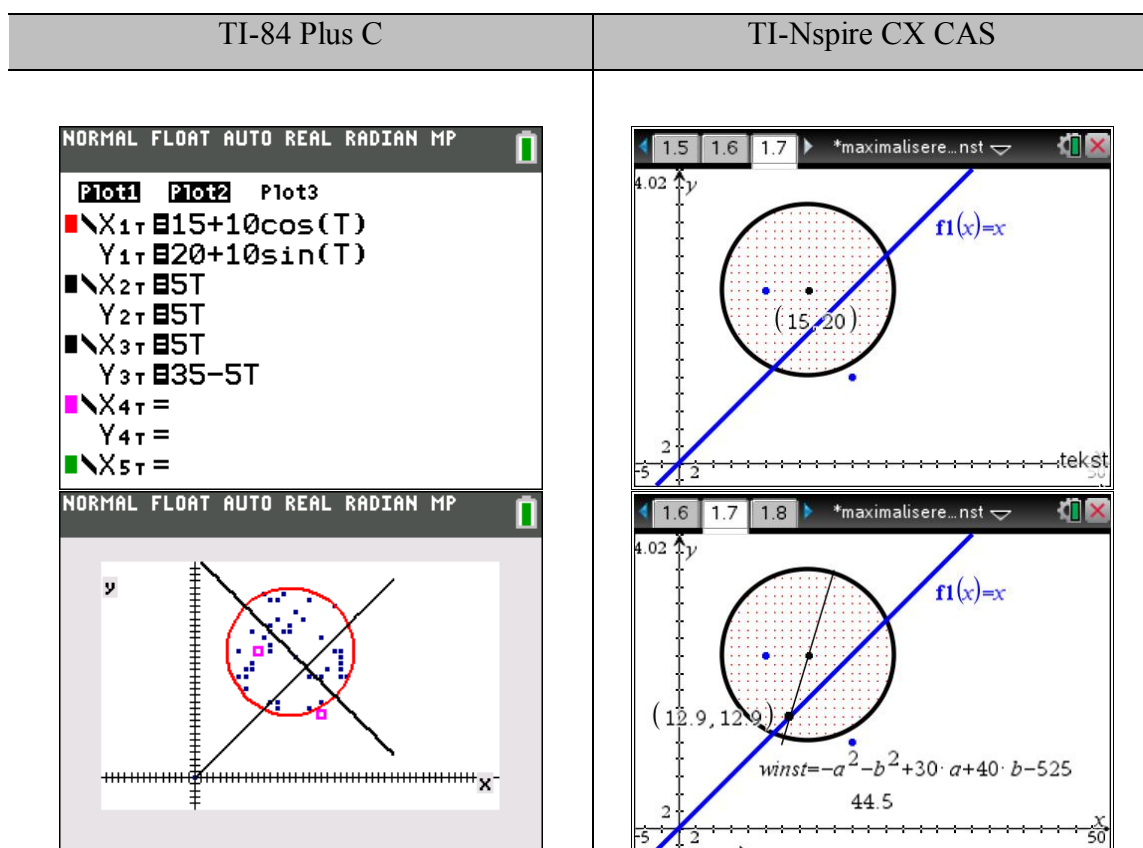 TI-84 Plus C
TI-Nspire CX CAS
NORMAL FLOAT AUTO REAL RADIAN MP
Plot1 Plot2 Plot3
\X1T=15+10cos(T)
Y1T=20+10sin(T)
\X2T=5T
Y2T=5T
\X3T=5T
Y3T=35-5T
\X4T=
Y4T=
\X5T=
1.5 1.6 1.7 *maximalisere…nst
4.02 y
f1(x)=x
(15,20)
2
-5 2
tekst
50
NORMAL FLOAT AUTO REAL RADIAN MP
y
x
1.6 1.7 1.8 *maximalisere…nst
4.02 y
f1(x)=x
(12.9,12.9)
winst=-a²-b²+30·a+40·b-525
44.5
2
x
-5 2
50